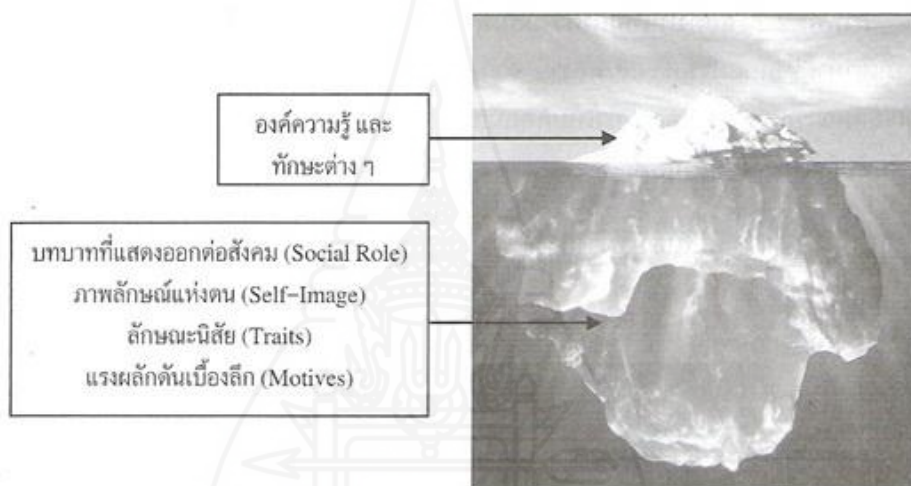 องค์ความรู้ และ
ทักษะต่าง ๆ
บทบาทที่แสดงออกต่อสังคม (Social Role)
ภาพลักษณ์แห่งตน (Self-Image)
ลักษณะนิสัย (Traits)
แรงผลักดันเบื้องลึก (Motives)